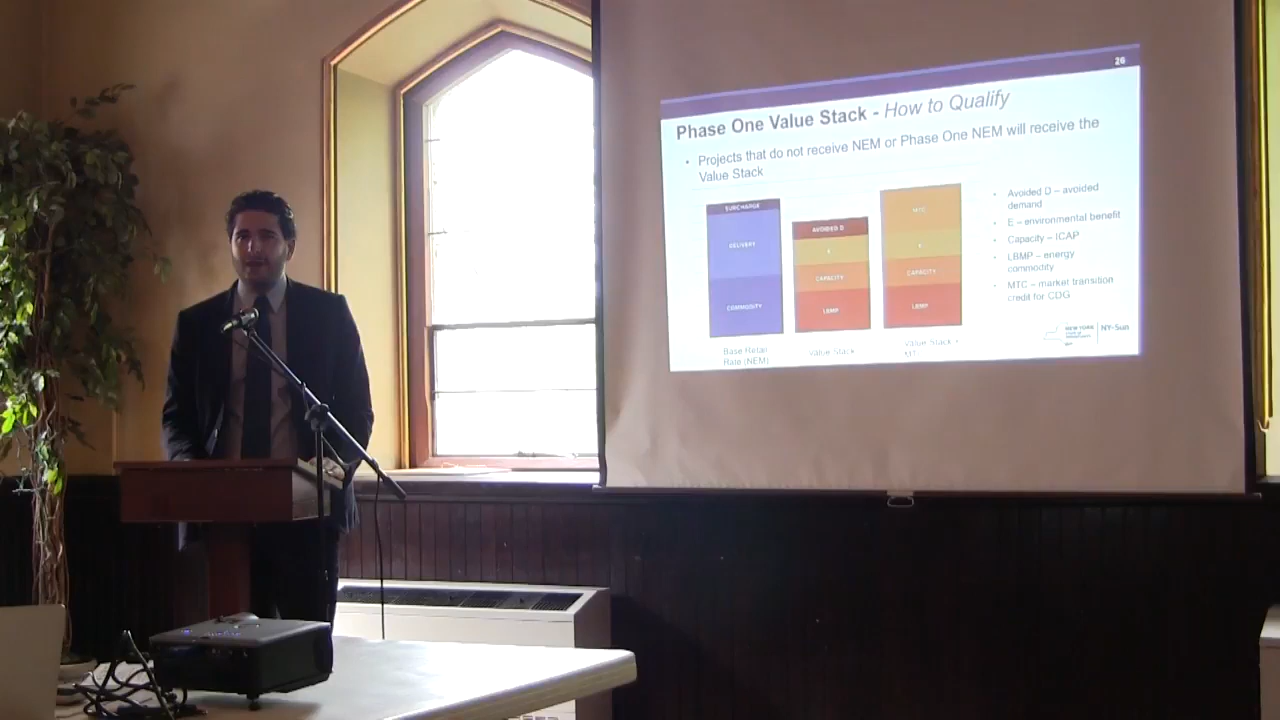 26
Phase One Value Stack - How to Qualify
• Projects that do not receive NEM or Phase One NEM will receive the
Value Stack
SURCHARGE
DELIVERY
COMMODITY
Base Retail
Rate (NEM)
AVOIDED D
E
CAPACITY
LBMP
Value Stack
MTC
E
CAPACITY
LBMP
Value Stack +
MT
• Avoided D – avoided
demand
• E – environmental benefit
• Capacity – ICAP
• LBMP – energy
commodity
• MTC – market transition
credit for CDG
NEW YORK
NY-Sun